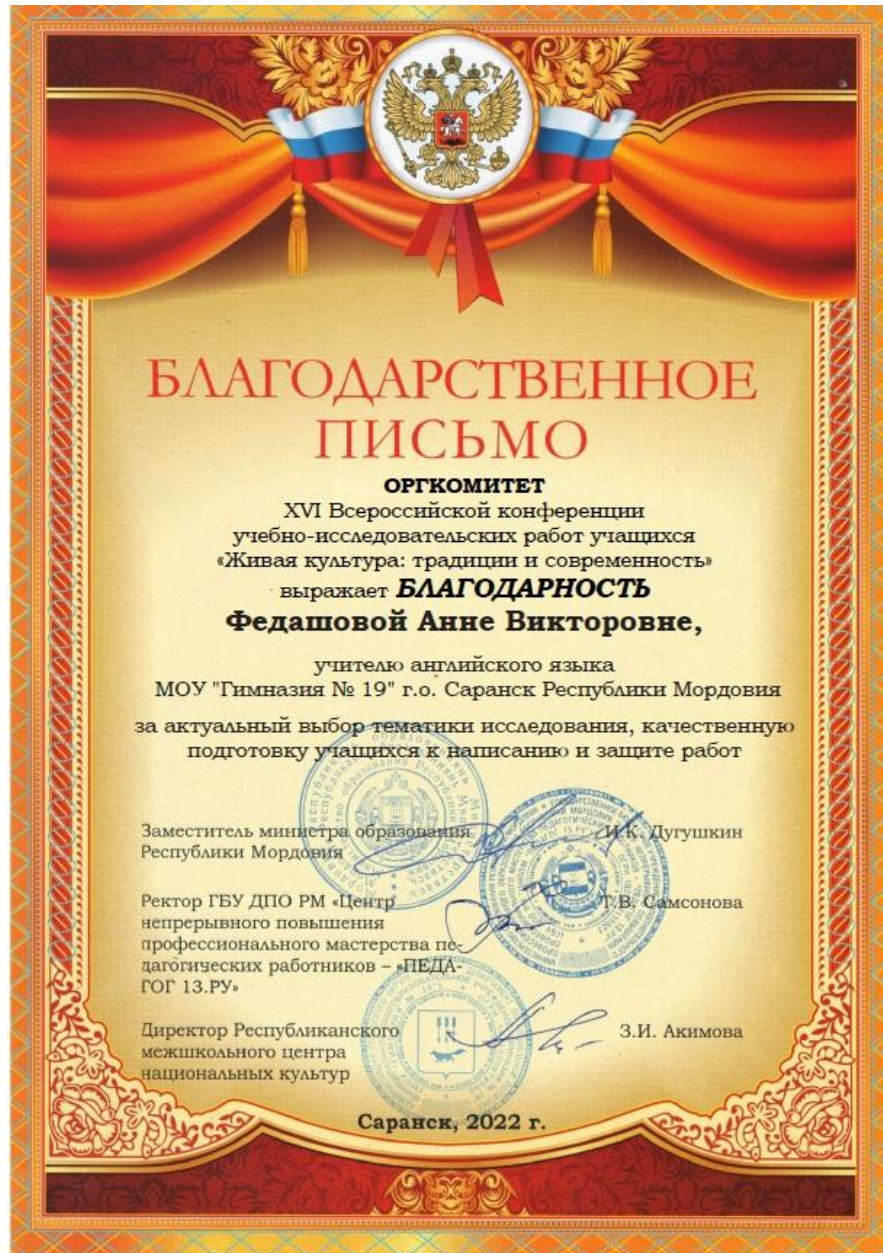 БЛАГОДАРСТВЕННОЕ
ПИСЬМО
ОРГКОМИТЕТ
XVI Всероссийской конференции
учебно-исследовательских работ учащихся
«Живая культура: традиции и современность»
выражает БЛАГОДАРНОСТЬ
Федашовой Анне Викторовне,
учителю английского языка
МОУ "Гимназия № 19" г.о. Саранск Республики Мордовия
за актуальный выбор тематики исследования, качественную
подготовку учащихся к написанию и защите работ
Заместитель министра образования И.К. Дугушкин
Республики Мордовия
Ректор ГБУ ДПО РМ «Центр Т.В. Самсонова
непрерывного повышения
профессионального мастерства пе-
дагогических работников – «ПЕДА-
ГОГ 13.РУ»
Директор Республиканского З.И. Акимова
межшкольного центра
национальных культур
Саранск, 2022 г.